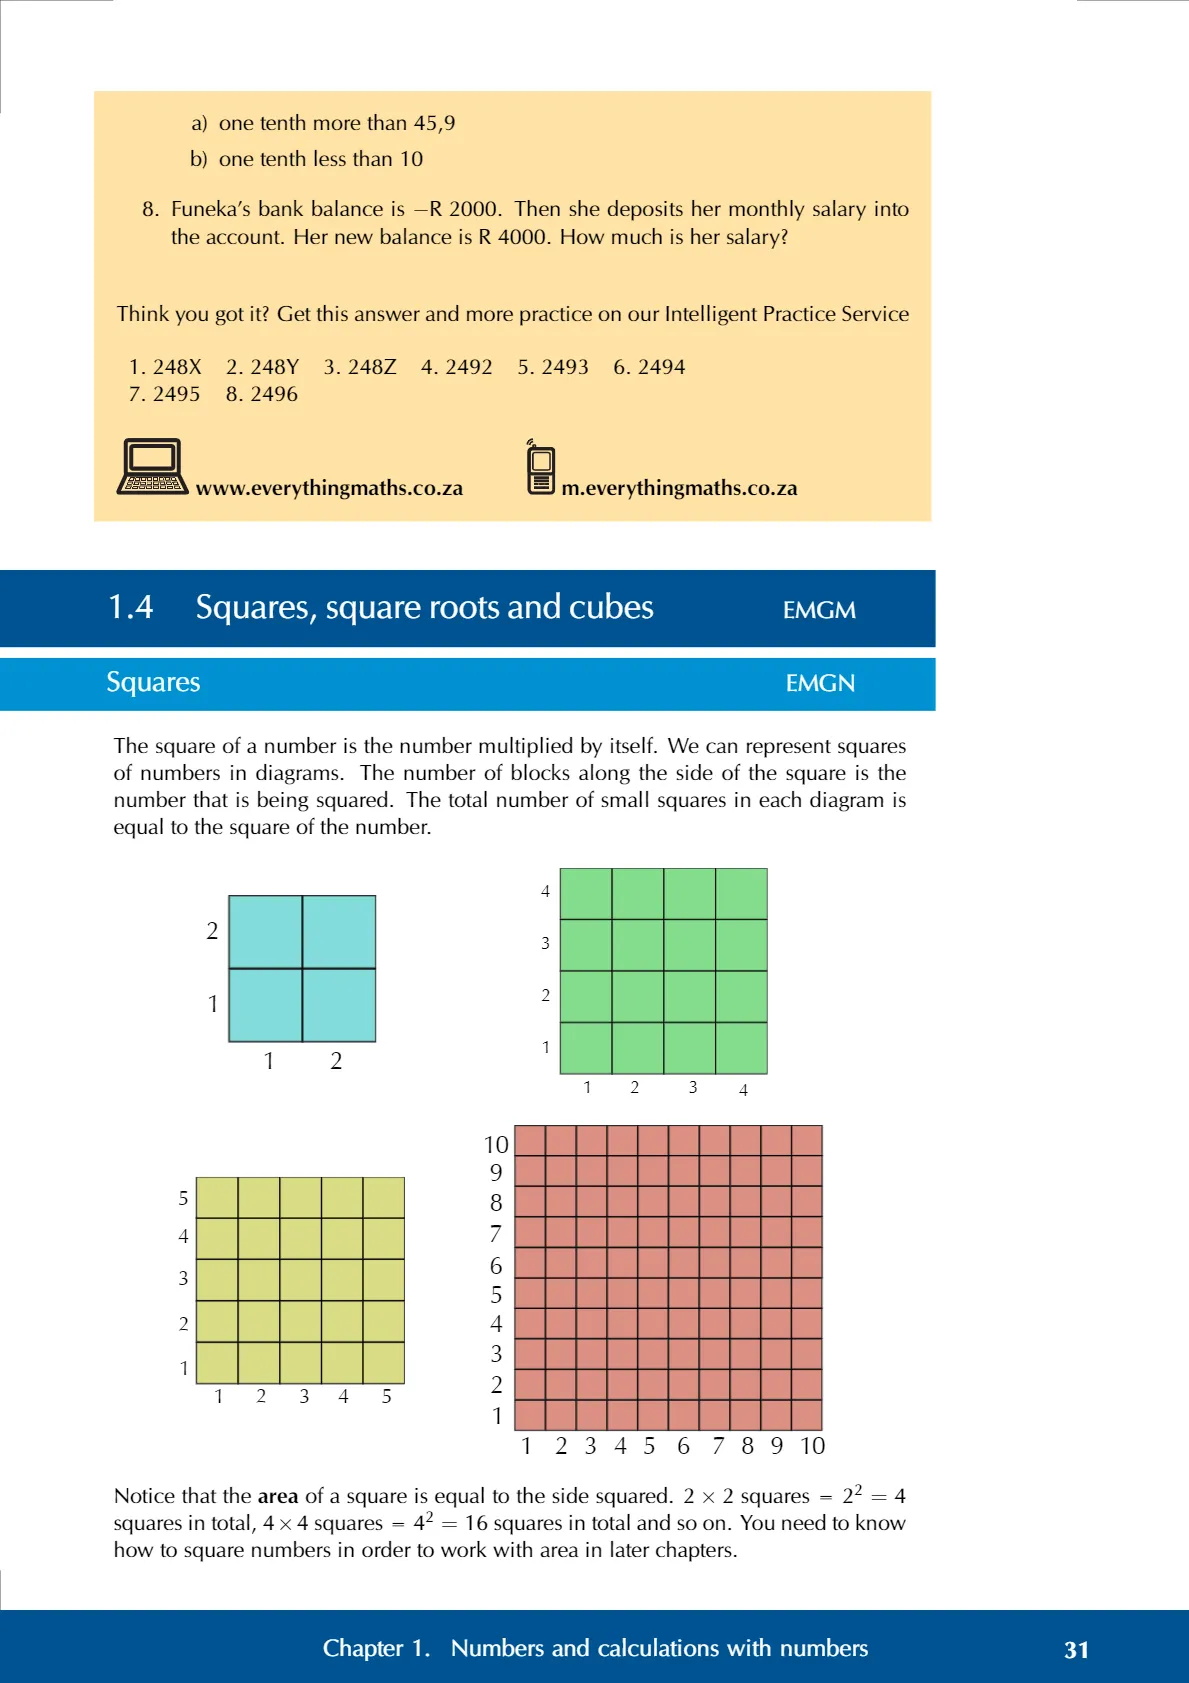 a) one tenth more than 45,9
b) one tenth less than 10
8. Funeka’s bank balance is −R 2000. Then she deposits her monthly salary into
the account. Her new balance is R 4000. How much is her salary?
Think you got it? Get this answer and more practice on our Intelligent Practice Service
1. 248X 2. 248Y 3. 248Z 4. 2492 5. 2493 6. 2494
7. 2495 8. 2496
www.everythingmaths.co.za m.everythingmaths.co.za
1.4 Squares, square roots and cubes EMGM
Squares EMGN
The square of a number is the number multiplied by itself. We can represent squares
of numbers in diagrams. The number of blocks along the side of the square is the
number that is being squared. The total number of small squares in each diagram is
equal to the square of the number.
2
1
1 2
4
3
2
1
1 2 3 4
5
4
3
2
1
1 2 3 4 5
10
9
8
7
6
5
4
3
2
1
1 2 3 4 5 6 7 8 9 10
Notice that the area of a square is equal to the side squared. 2 × 2 squares = 2² = 4
squares in total, 4 × 4 squares = 4² = 16 squares in total and so on. You need to know
how to square numbers in order to work with area in later chapters.
Chapter 1. Numbers and calculations with numbers 31